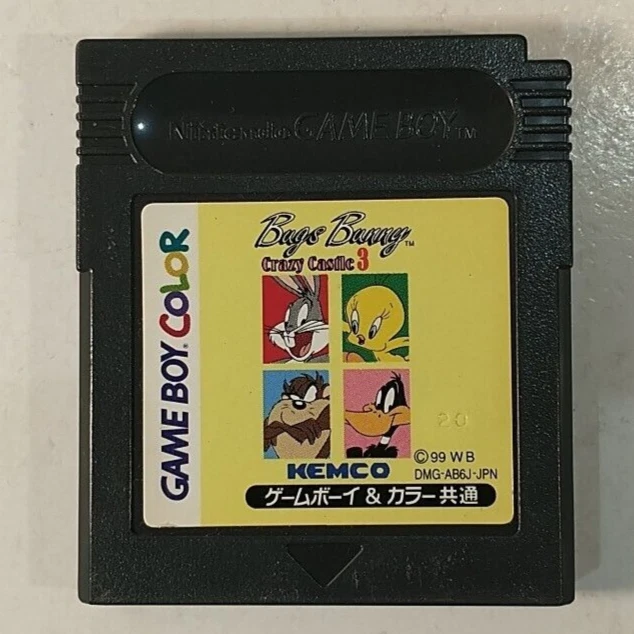 Nintendo GAME BOY TM
GAME BOY COLOR
Bugs Bunny TM
Crazy Castle 3
20
KEMCO
©99 WB
DMG-AB6J-JPN
ゲームボーイ & カラー共通